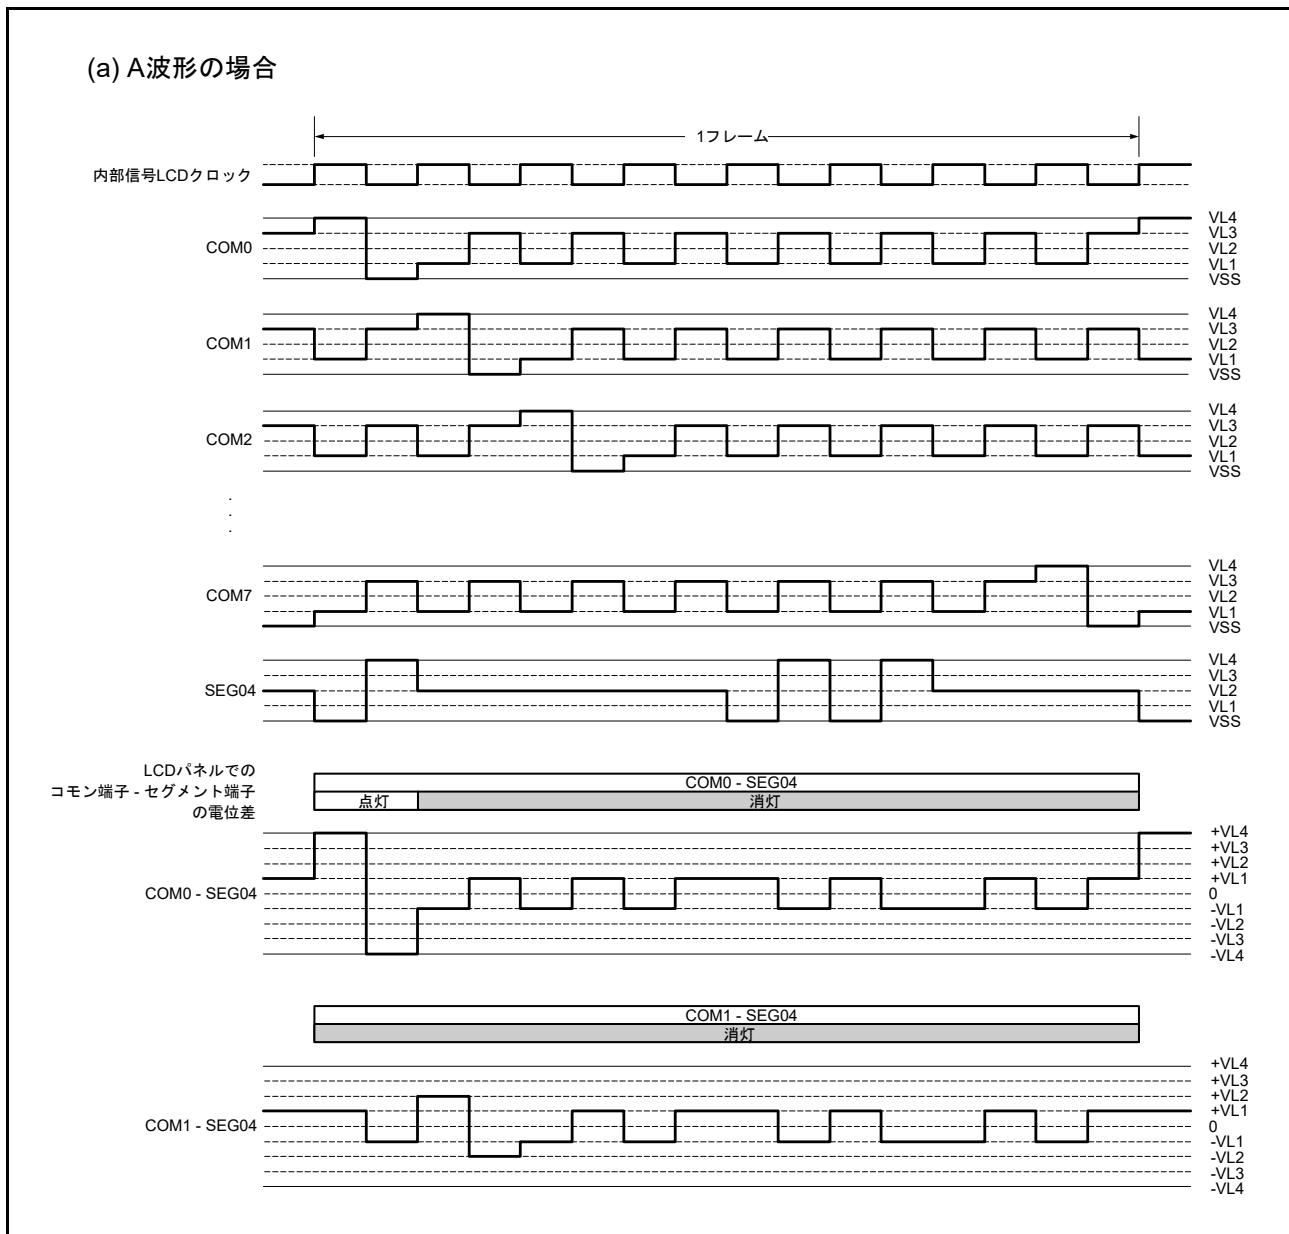 (a) A波形の場合
1フレーム
内部信号LCDクロック
COM0
VL4
VL3
VL2
VL1
VSS
COM1
VL4
VL3
VL2
VL1
VSS
COM2
VL4
VL3
VL2
VL1
VSS
.
.
.
COM7
VL4
VL3
VL2
VL1
VSS
SEG04
VL4
VL3
VL2
VL1
VSS
LCDパネルでの
コモン端子 - セグメント端子
の電位差
COM0 - SEG04
点灯 消灯
COM0 - SEG04
+VL4
+VL3
+VL2
+VL1
0
-VL1
-VL2
-VL3
-VL4
COM1 - SEG04
消灯
COM1 - SEG04
+VL4
+VL3
+VL2
+VL1
0
-VL1
-VL2
-VL3
-VL4